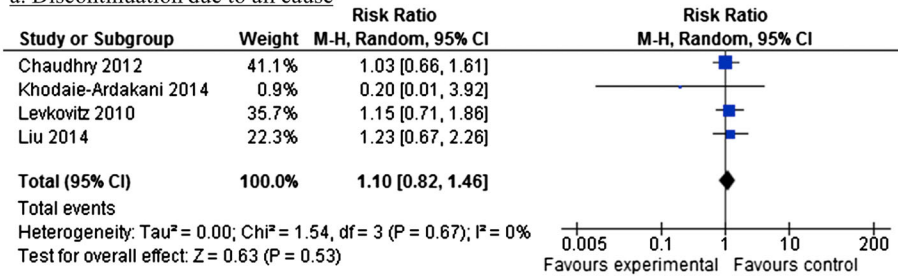 a. Discontinuation due to all cause
Risk Ratio Risk Ratio
Study or Subgroup Weight M-H, Random, 95% CI M-H, Random, 95% CI
Chaudhry 2012 41.1% 1.03 [0.66, 1.61]
Khodaie-Ardakani 2014 0.9% 0.20 [0.01, 3.92]
Levkovitz 2010 35.7% 1.15 [0.71, 1.86]
Liu 2014 22.3% 1.23 [0.67, 2.26]
Total (95% CI) 100.0% 1.10 [0.82, 1.46]
Total events
Heterogeneity: Tau² = 0.00; Chi² = 1.54, df = 3 (P = 0.67); I² = 0%
Test for overall effect: Z = 0.63 (P = 0.53)
0.005 0.1 1 10 200
Favours experimental Favours control